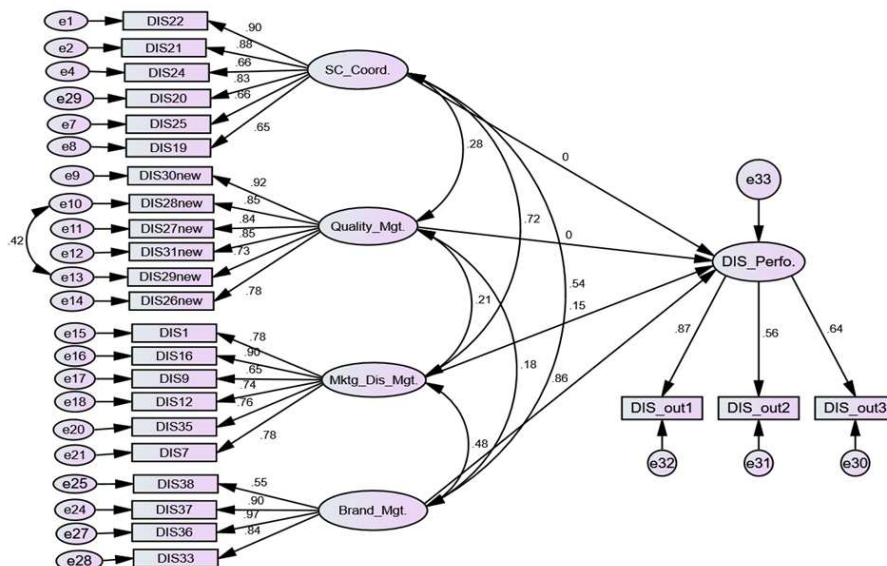 e1 DIS22 .90
e2 DIS21 .88
e4 DIS24 .66
SC_Coord.
e29 DIS20 .83
e7 DIS25 .66
e8 DIS19 .65
.28
0
e9 DIS30new .92
e33
e10 DIS28new .85
.42
e11 DIS27new .84
Quality_Mgt.
.72
0
e12 DIS31new .85
DIS_Perfo.
e13 DIS29new .73
e14 DIS26new .78
.21
.54
.15
e15 DIS1 .78
.87
.56
.64
e16 DIS16 .90
e17 DIS9 .65
Mktg_Dis_Mgt.
.18
.86
e18 DIS12 .74
e20 DIS35 .76
DIS_out1
DIS_out2
DIS_out3
e21 DIS7 .78
.48
e32
e31
e30
e25 DIS38 .55
e24 DIS37 .90
Brand_Mgt.
e27 DIS36 .97
e28 DIS33 .84